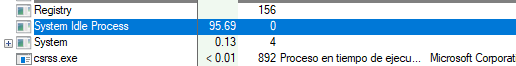 Registry 156
System Idle Process 95.69 0
System 0.13 4
csrss.exe < 0.01 892 Proceso en tiempo de ejecu... Microsoft Corporat